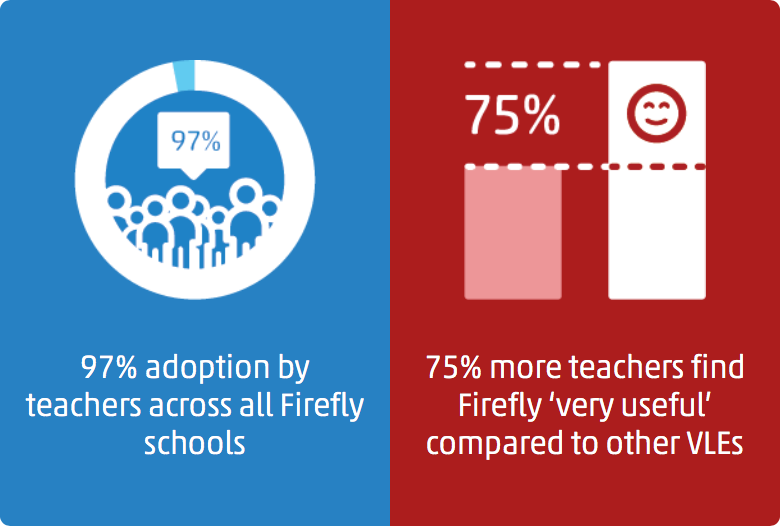 97%
97% adoption by
teachers across all Firefly
schools
75%
75% more teachers find
Firefly ‘very useful’
compared to other VLEs